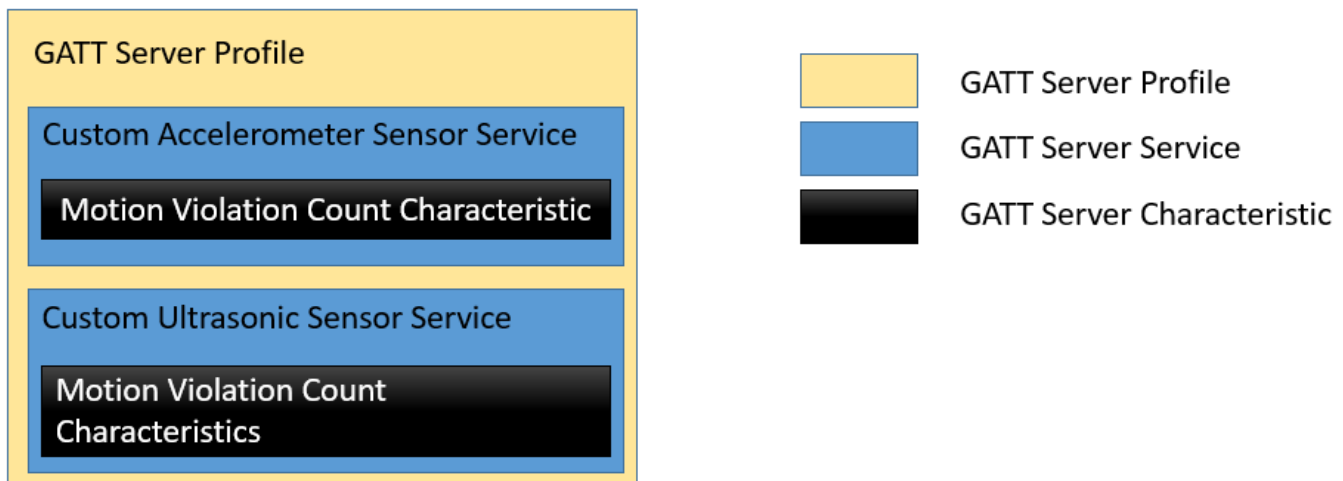 GATT Server Profile
Custom Accelerometer Sensor Service
Motion Violation Count Characteristic
Custom Ultrasonic Sensor Service
Motion Violation Count
Characteristics
GATT Server Profile
GATT Server Service
GATT Server Characteristic